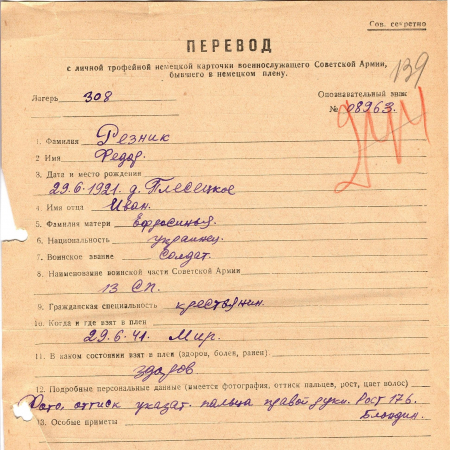 Сов. секретно
ПЕРЕВОД
с личной трофейной немецкой карточки военнослужащего Советской Армии,
бывшего в немецком плену.
139
Лагерь 308
Опознавательный знак
№ 08963.
1. Фамилия Резник
2 Имя Федор.
3. Дата и место рождения
29.6.1921. д. Плесецкое
4. Имя отца Иван.
5. Фамилия матери Ефросинья
6. Национальность украинец.
7. Воинское звание солдат.
8. Наименование воинской части Советской Армии
13 СП.
9. Гражданская специальность крестьянин.
10. Когда и где взят в плен
29.6.41. Мир.
11. В каком состоянии взят в плен (здоров, болен, ранен)
здоров
12. Подробные персональные данные (имеется фотография, оттиск пальцев, рост, цвет волос)
Фото, оттиск указат. пальца правой руки. Рост 176.
Блондин.
13. Особые приметы